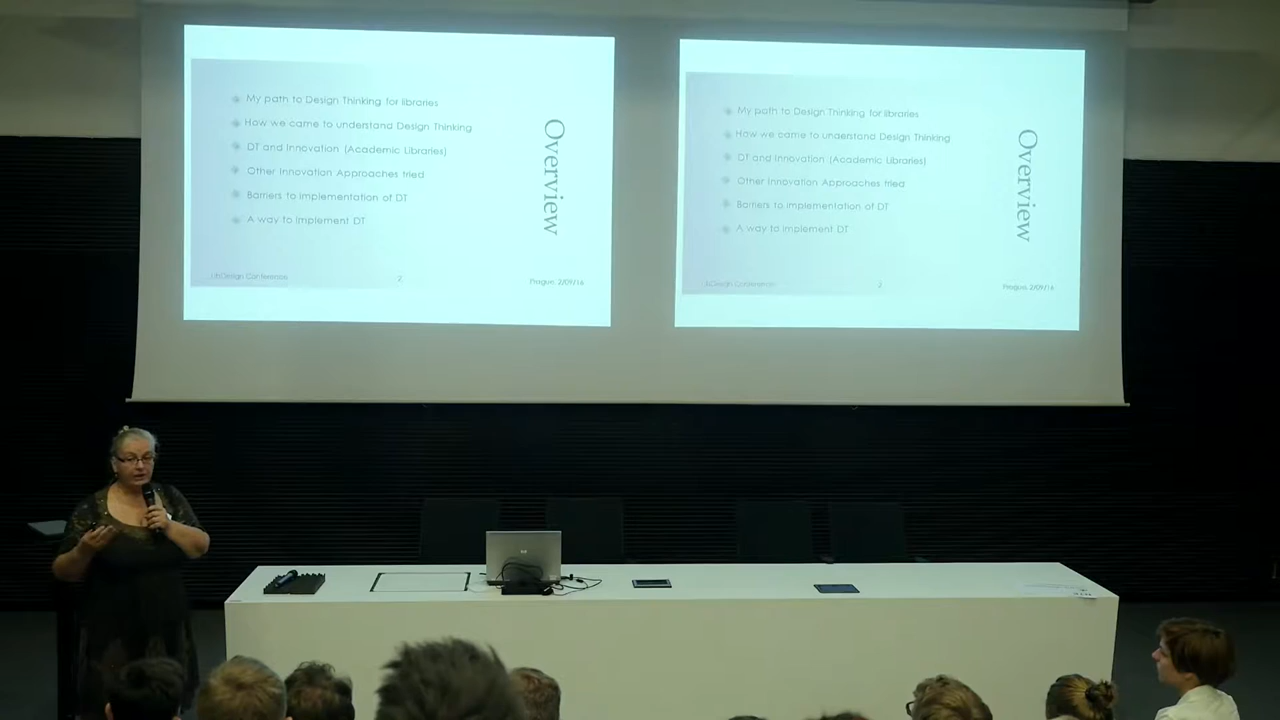 My path to Design Thinking for libraries
How we came to understand Design Thinking
DT and Innovation (Academic Libraries)
Other Innovation Approaches tried
Barriers to implementation of DT
A way to implement DT
Overview
LibDesign Conference
2
Prague, 2/09/16
My path to Design Thinking for libraries
How we came to understand Design Thinking
DT and Innovation (Academic Libraries)
Other Innovation Approaches tried
Barriers to implementation of DT
A way to implement DT
Overview
LibDesign Conference
2
Prague, 2/09/16